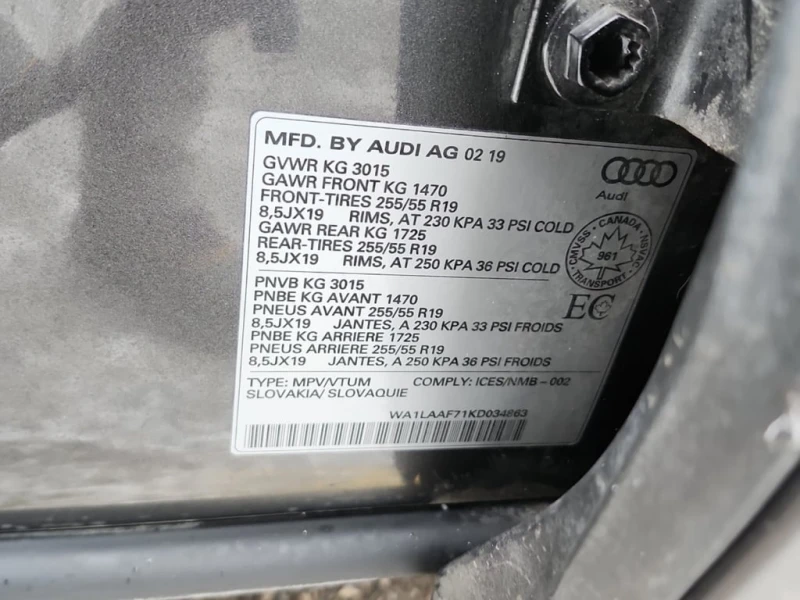 MFD. BY AUDI AG 02 19
GVWR KG 3015
GAWR FRONT KG 1470
FRONT-TIRES 255/55 R19
8,5JX19 RIMS, AT 230 KPA 33 PSI COLD
GAWR REAR KG 1725
REAR-TIRES 255/55 R19
8,5JX19 RIMS, AT 250 KPA 36 PSI COLD
Audi
CMVSS - CANADA - NSVAC
961
TRANSPORT
PNVB KG 3015
PNBE KG AVANT 1470
PNEUS AVANT 255/55 R19
8,5JX19 JANTES, A 230 KPA 33 PSI FROIDS
PNBE KG ARRIERE 1725
PNEUS ARRIERE 255/55 R19
8,5JX19 JANTES, A 250 KPA 36 PSI FROIDS
EC
TYPE: MPV/VTUM COMPLY: ICES/NMB-002
SLOVAKIA/ SLOVAQUIE
WA1LAAF71KD034863